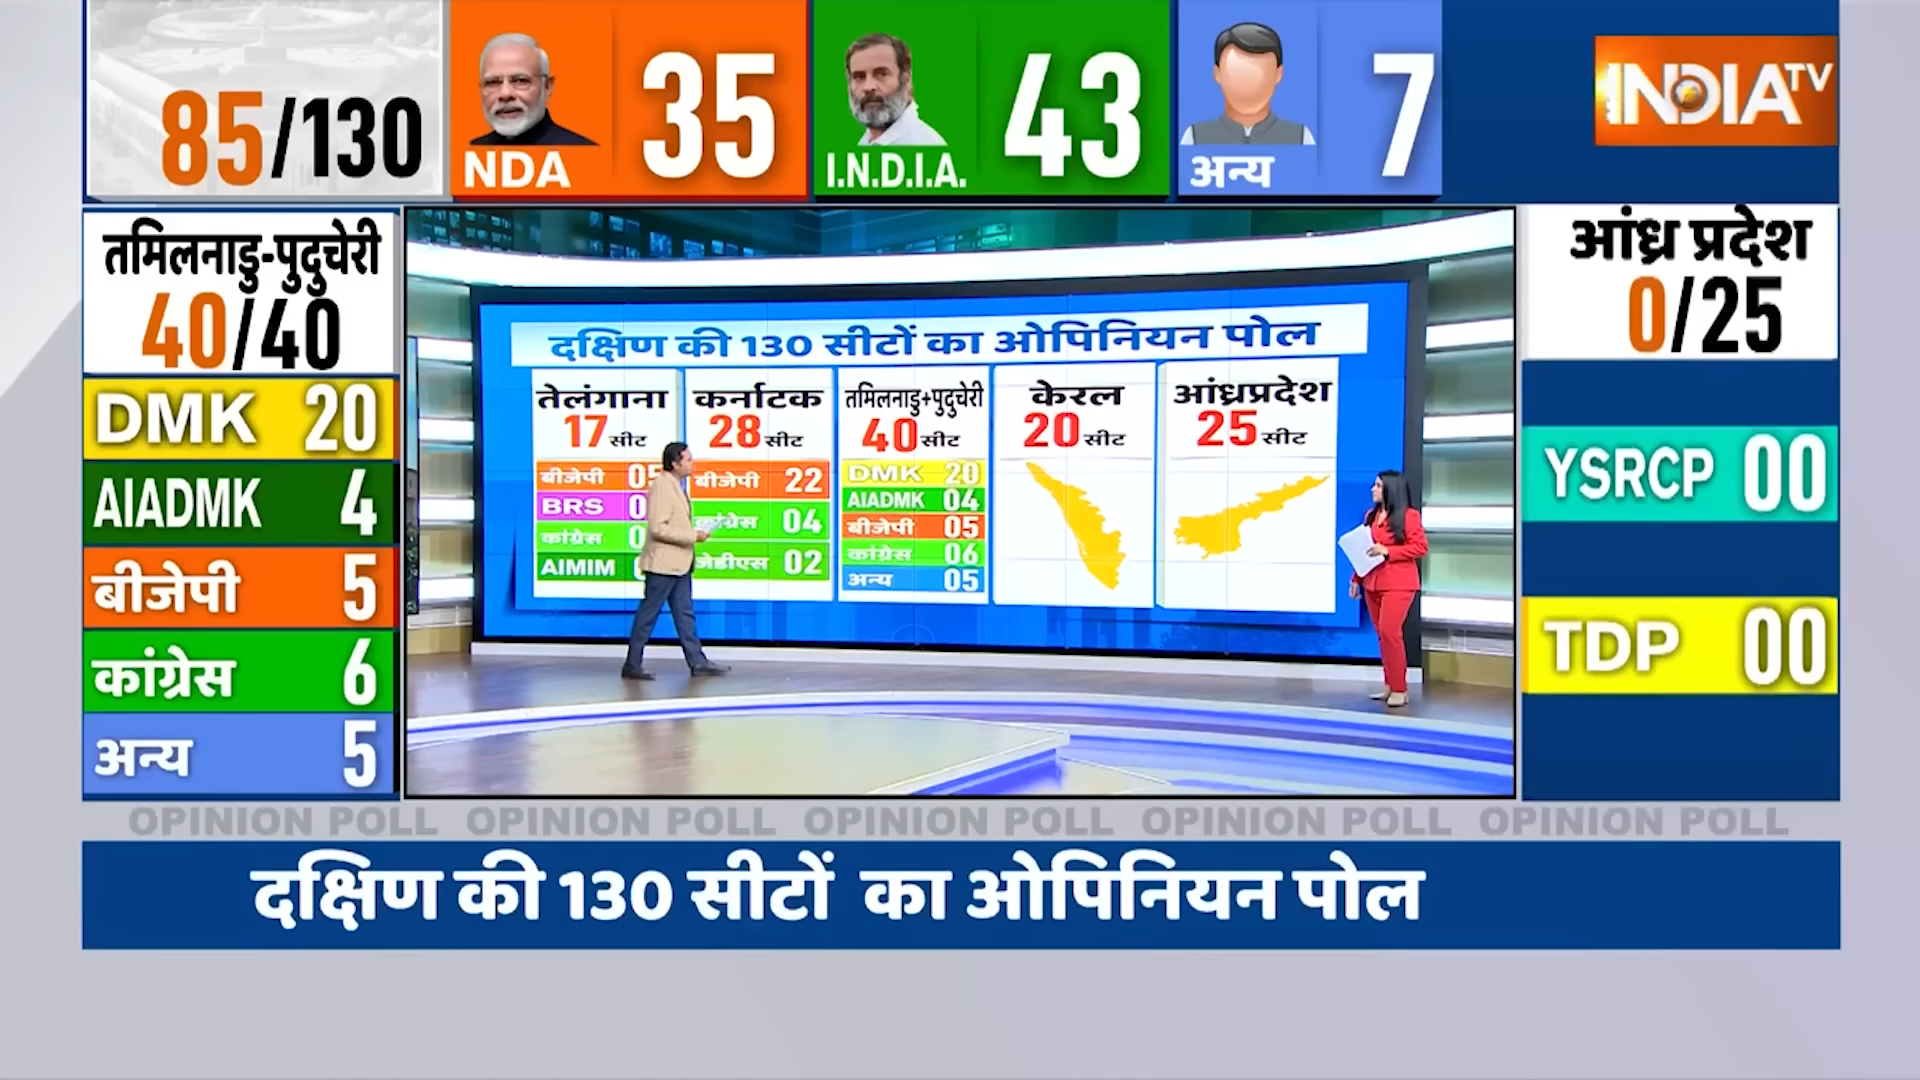 85/130
NDA 35
I.N.D.I.A. 43
अन्य 7
INDIA TV
तमिलनाडु-पुदुचेरी
40/40
DMK 20
AIADMK 4
बीजेपी 5
कांग्रेस 6
अन्य 5
दक्षिण की 130 सीटों का ओपिनियन पोल
तेलंगाना
17 सीट
बीजेपी 05
BRS
कांग्रेस
AIMIM
कर्नाटक
28 सीट
बीजेपी 22
कांग्रेस 04
जेडीएस 02
तमिलनाडु+पुदुचेरी
40 सीट
DMK 20
AIADMK 04
बीजेपी 05
कांग्रेस 06
अन्य 05
केरल
20 सीट
आंध्रप्रदेश
25 सीट
आंध्र प्रदेश
0/25
YSRCP 00
TDP 00
OPINION POLL OPINION POLL OPINION POLL OPINION POLL OPINION POLL
दक्षिण की 130 सीटों का ओपिनियन पोल